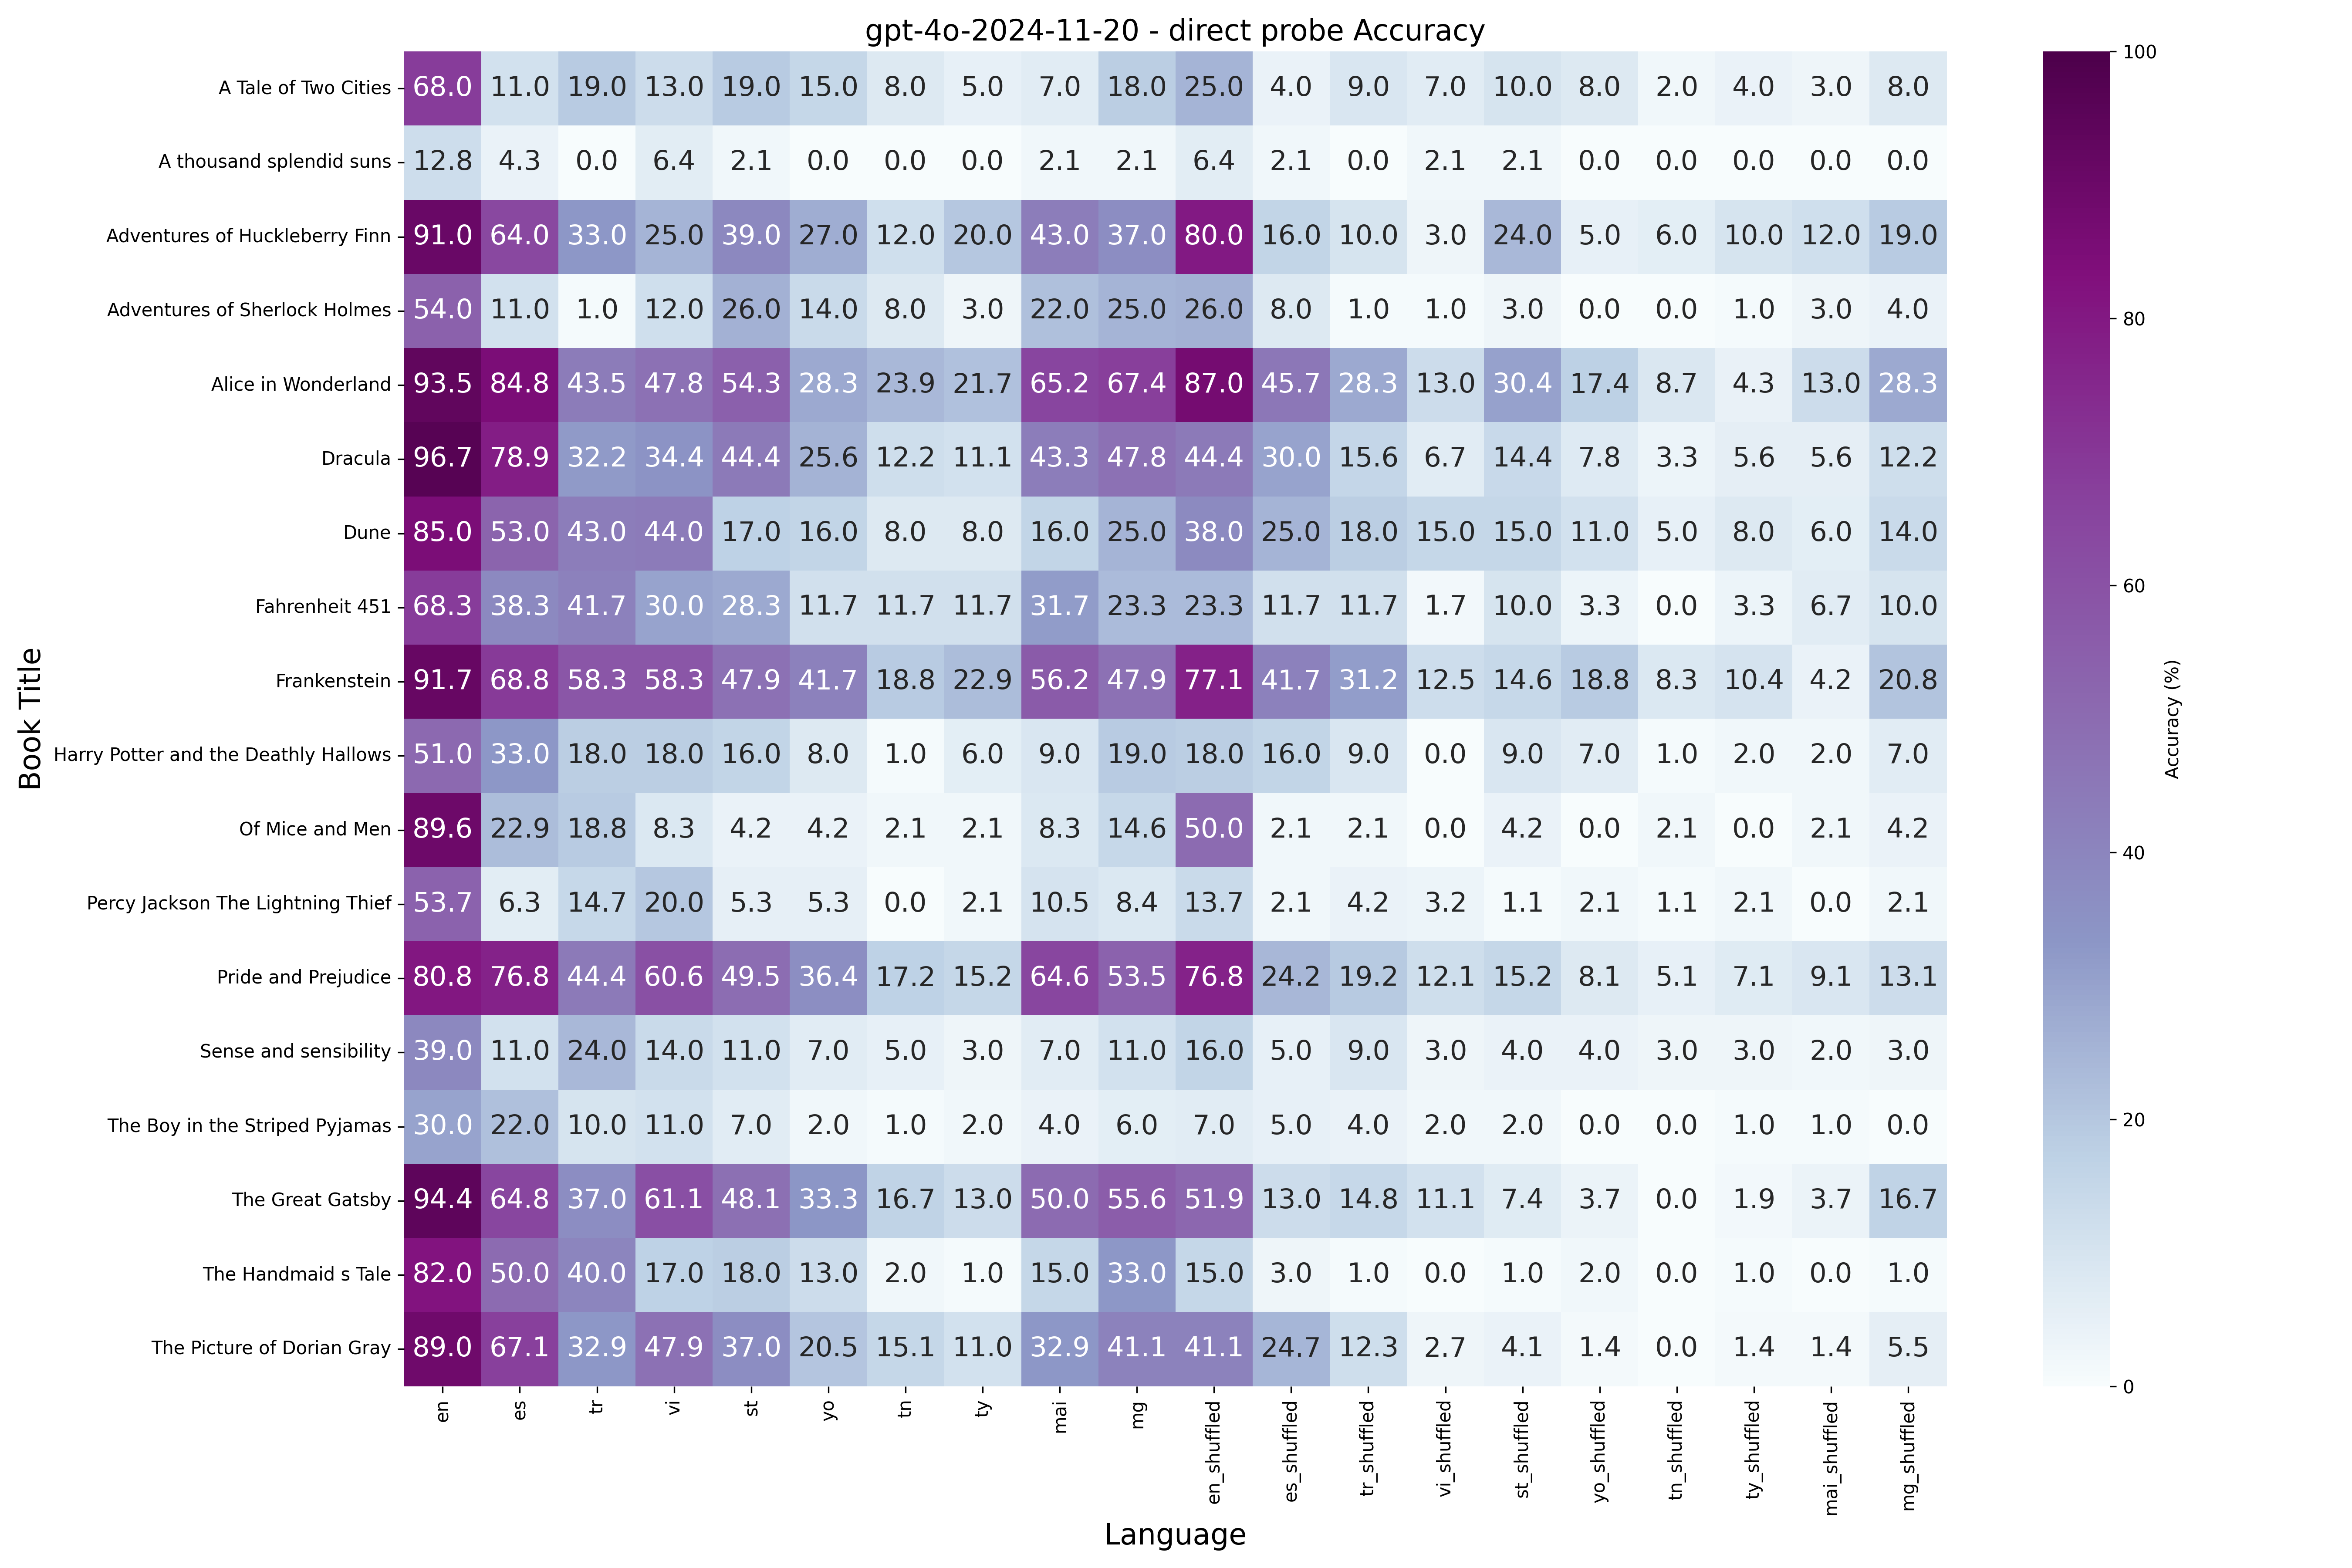 gpt-4o-2024-11-20 - direct probe Accuracy
Book Title
A Tale of Two Cities 68.0 11.0 19.0 13.0 19.0 15.0 8.0 5.0 7.0 18.0 25.0 4.0 9.0 7.0 10.0 8.0 2.0 4.0 3.0 8.0
A thousand splendid suns 12.8 4.3 0.0 6.4 2.1 0.0 0.0 0.0 2.1 2.1 6.4 2.1 0.0 2.1 2.1 0.0 0.0 0.0 0.0 0.0
Adventures of Huckleberry Finn 91.0 64.0 33.0 25.0 39.0 27.0 12.0 20.0 43.0 37.0 80.0 16.0 10.0 3.0 24.0 5.0 6.0 10.0 12.0 19.0
Adventures of Sherlock Holmes 54.0 11.0 1.0 12.0 26.0 14.0 8.0 3.0 22.0 25.0 26.0 8.0 1.0 1.0 3.0 0.0 0.0 1.0 3.0 4.0
Alice in Wonderland 93.5 84.8 43.5 47.8 54.3 28.3 23.9 21.7 65.2 67.4 87.0 45.7 28.3 13.0 30.4 17.4 8.7 4.3 13.0 28.3
Dracula 96.7 78.9 32.2 34.4 44.4 25.6 12.2 11.1 43.3 47.8 44.4 30.0 15.6 6.7 14.4 7.8 3.3 5.6 5.6 12.2
Dune 85.0 53.0 43.0 44.0 17.0 16.0 8.0 8.0 16.0 25.0 38.0 25.0 18.0 15.0 15.0 11.0 5.0 8.0 6.0 14.0
Fahrenheit 451 68.3 38.3 41.7 30.0 28.3 11.7 11.7 11.7 31.7 23.3 23.3 11.7 11.7 1.7 10.0 3.3 0.0 3.3 6.7 10.0
Frankenstein 91.7 68.8 58.3 58.3 47.9 41.7 18.8 22.9 56.2 47.9 77.1 41.7 31.2 12.5 14.6 18.8 8.3 10.4 4.2 20.8
Harry Potter and the Deathly Hallows 51.0 33.0 18.0 18.0 16.0 8.0 1.0 6.0 9.0 19.0 18.0 16.0 9.0 0.0 9.0 7.0 1.0 2.0 2.0 7.0
Of Mice and Men 89.6 22.9 18.8 8.3 4.2 4.2 2.1 2.1 8.3 14.6 50.0 2.1 2.1 0.0 4.2 0.0 2.1 0.0 2.1 4.2
Percy Jackson The Lightning Thief 53.7 6.3 14.7 20.0 5.3 5.3 0.0 2.1 10.5 8.4 13.7 2.1 4.2 3.2 1.1 2.1 1.1 2.1 0.0 2.1
Pride and Prejudice 80.8 76.8 44.4 60.6 49.5 36.4 17.2 15.2 64.6 53.5 76.8 24.2 19.2 12.1 15.2 8.1 5.1 7.1 9.1 13.1
Sense and sensibility 39.0 11.0 24.0 14.0 11.0 7.0 5.0 3.0 7.0 11.0 16.0 5.0 9.0 3.0 4.0 4.0 3.0 3.0 2.0 3.0
The Boy in the Striped Pyjamas 30.0 22.0 10.0 11.0 7.0 2.0 1.0 2.0 4.0 6.0 7.0 5.0 4.0 2.0 2.0 0.0 0.0 1.0 1.0 0.0
The Great Gatsby 94.4 64.8 37.0 61.1 48.1 33.3 16.7 13.0 50.0 55.6 51.9 13.0 14.8 11.1 7.4 3.7 0.0 1.9 3.7 16.7
The Handmaid s Tale 82.0 50.0 40.0 17.0 18.0 13.0 2.0 1.0 15.0 33.0 15.0 3.0 1.0 0.0 1.0 2.0 0.0 1.0 0.0 1.0
The Picture of Dorian Gray 89.0 67.1 32.9 47.9 37.0 20.5 15.1 11.0 32.9 41.1 41.1 24.7 12.3 2.7 4.1 1.4 0.0 1.4 1.4 5.5
en es tr vi st yo tn ty mai mg en_shuffled es_shuffled tr_shuffled vi_shuffled st_shuffled yo_shuffled tn_shuffled ty_shuffled mai_shuffled mg_shuffled
Language
100
80
60
40
20
0
Accuracy (%)